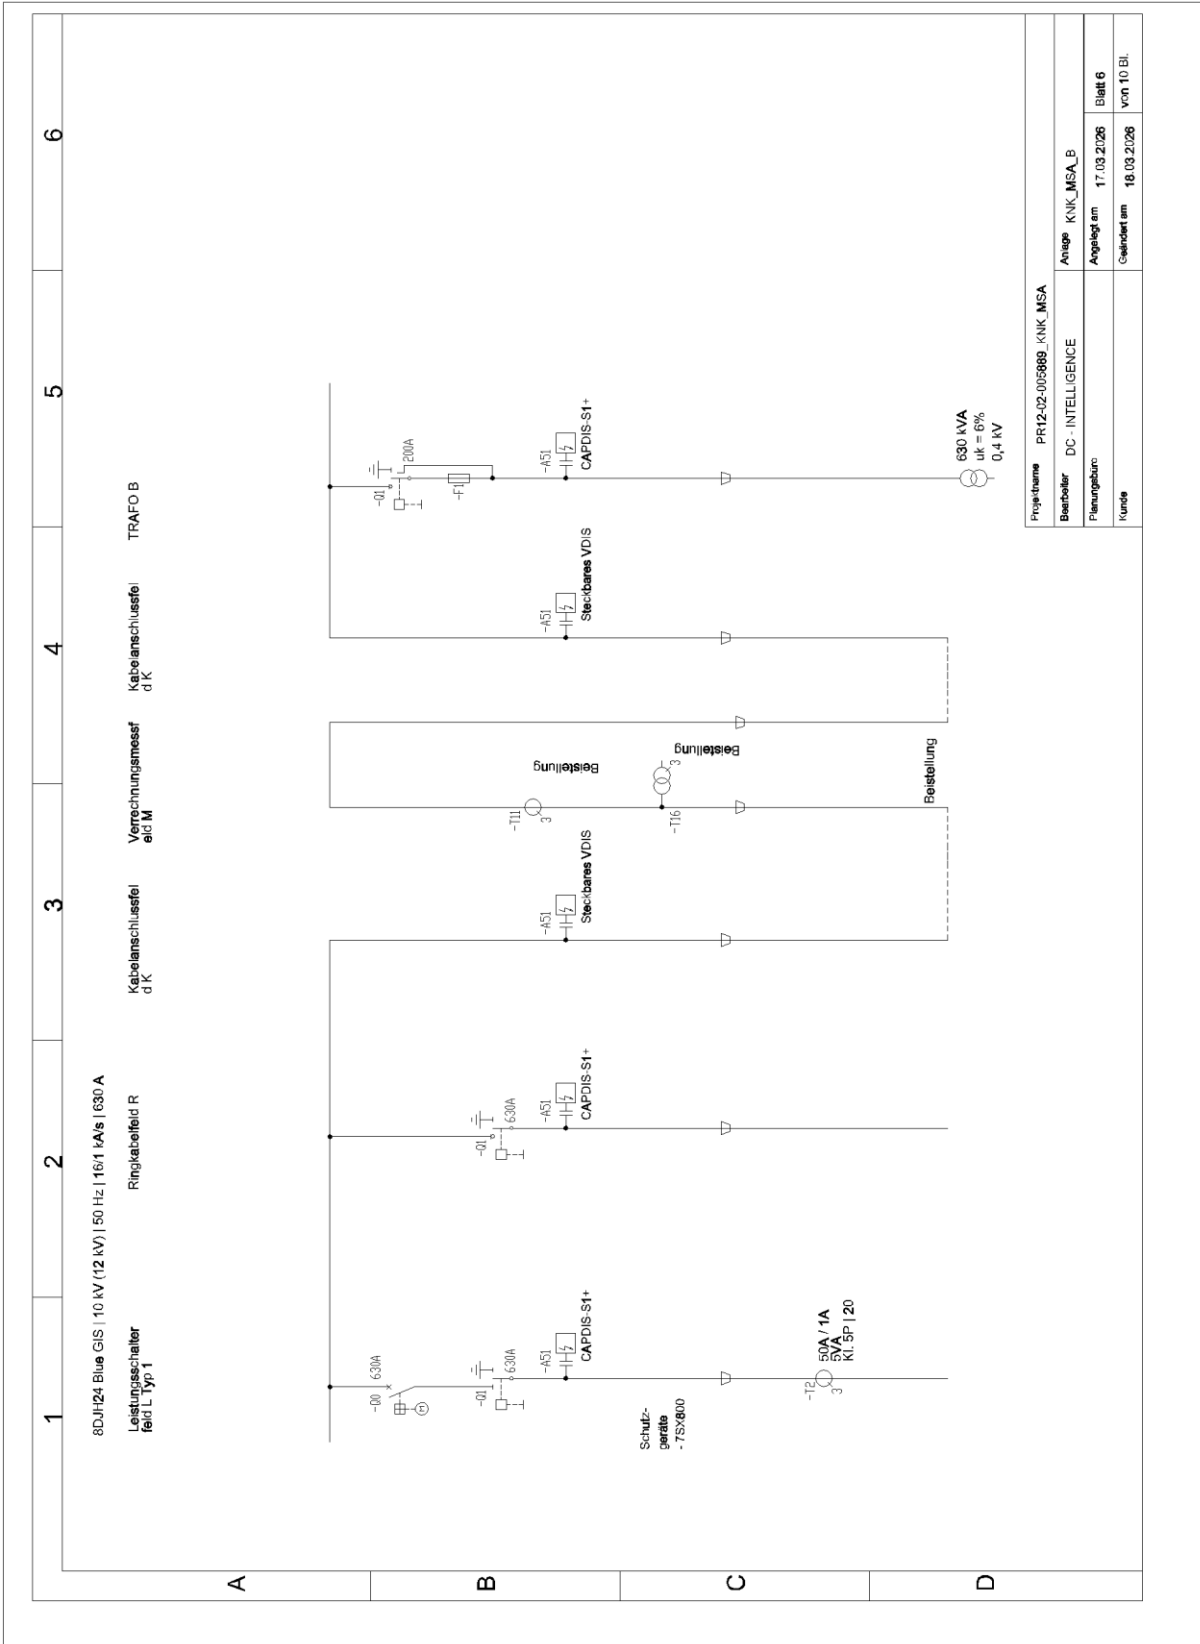 1
2
3
4
5
6
A
B
C
D
8DJH24 Blue GIS | 10 kV (12 kV) | 50 Hz | 16/1 kA/s | 630 A
Leistungsschalter
feld L Typ 1
Ringkabelfeld R
Kabelanschlussfel
d K
Verrechnungsmessf
eld M
Kabelanschlussfel
d K
TRAFO B
-Q0
630A
M
-Q1
630A
-A51
CAPDIS-S1+
Schutz-
geräte
- 7SX800
-T2
3
50A / 1A
5VA
Kl. 5P | 20
-Q1
630A
-A51
CAPDIS-S1+
-A51
Steckbares VDIS
-T11
3
Beistellung
-T16
3
Beistellung
Beistellung
-A51
Steckbares VDIS
-Q1
200A
-F1
-A51
CAPDIS-S1+
630 kVA
uk = 6%
0,4 kV
Projektname PR12-02-005889_KNK_MSA
Bearbeiter DC - INTELLIGENCE Anlage KNK_MSA_B
Planungsbüro Angelegt am 17.03.2026 Blatt 6
Kunde Geändert am 18.03.2026 von 10 Bl.